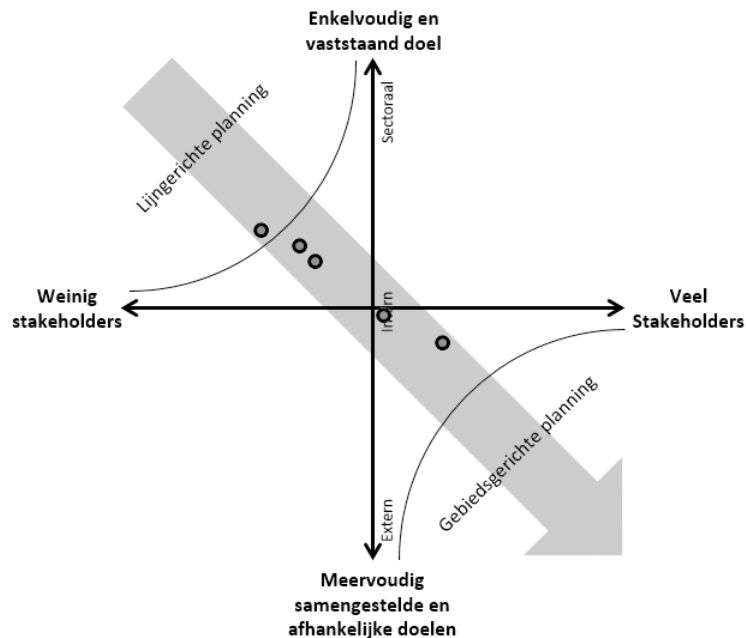 Enkelvoudig en
vaststaand doel
Sectoraal
Lijngerichte planning
Weinig
stakeholders
Intern
Veel
Stakeholders
Gebiedsgerichte planning
Extern
Meervoudig
samengestelde en
afhankelijke doelen